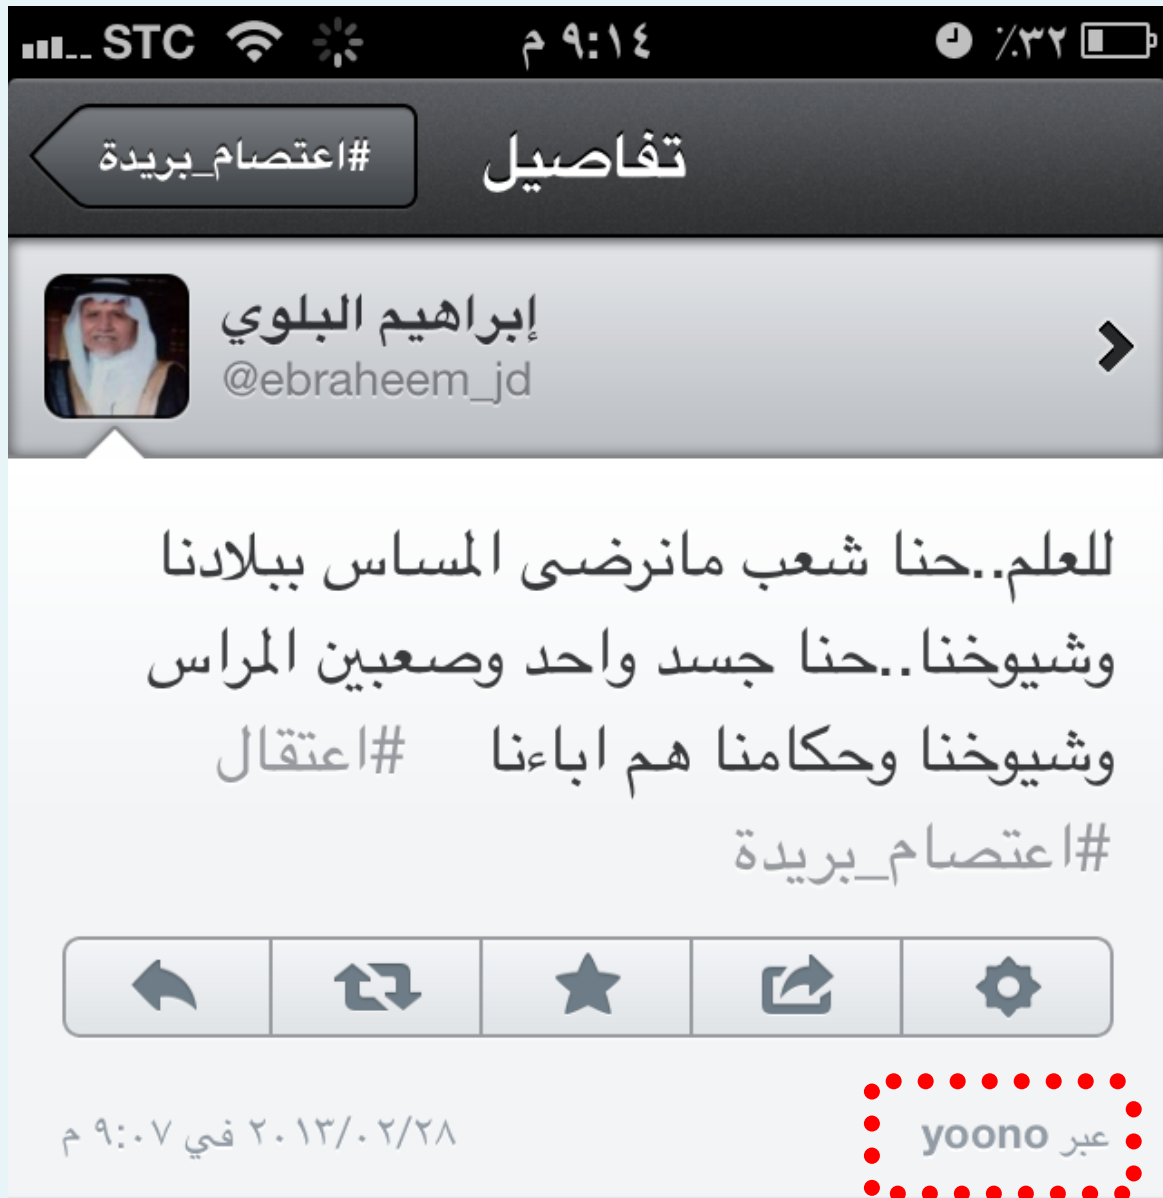 STC ٩:١٤ م ٪٣٢
#اعتصام_بريدة تفاصيل
إبراهيم البلوي
@ebraheem_jd
للعلم..حنا شعب مانرضى المساس ببلادنا
وشيوخنا..حنا جسد واحد وصعبين المراس
وشيوخنا وحكامنا هم اباءنا #اعتقال
#اعتصام_بريدة
عبر yoono ٢٠١٣/٠٢/٢٨ في ٩:٠٧ م